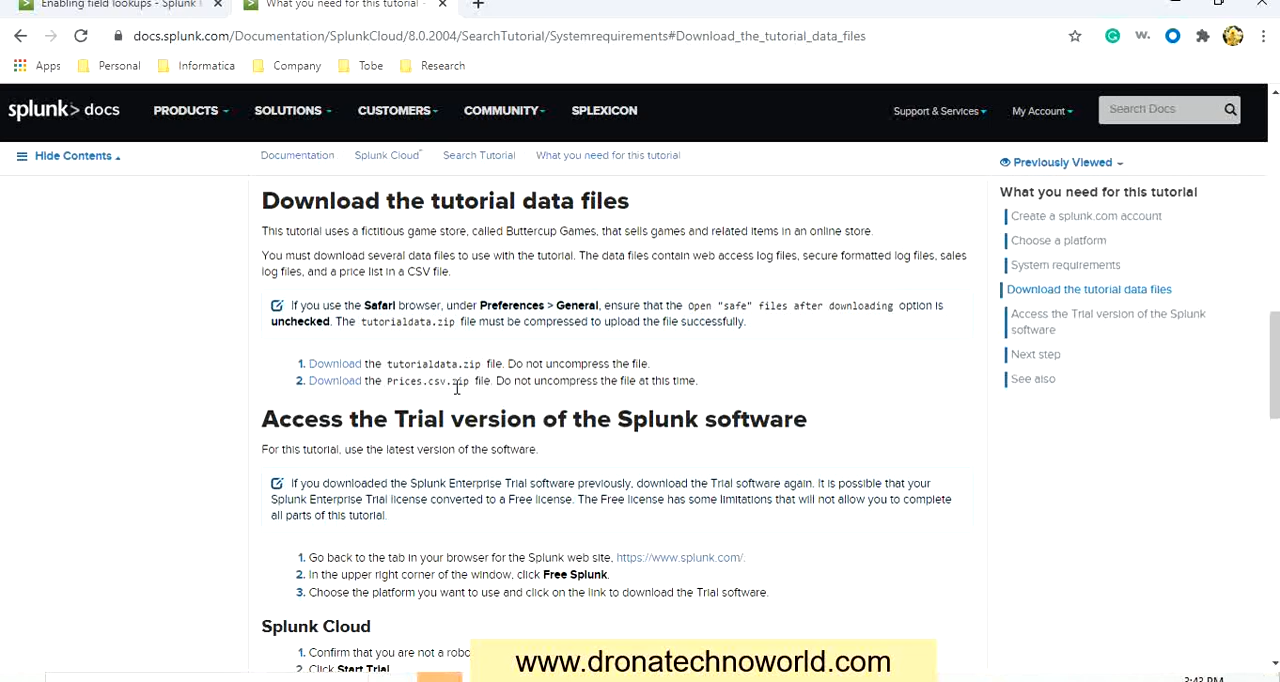 Enabling field lookups - Splunk
What you need for this tutorial -
docs.splunk.com/Documentation/SplunkCloud/8.0.2004/SearchTutorial/Systemrequirements#Download_the_tutorial_data_files
Apps Personal Informatica Company Tobe Research
splunk> docs PRODUCTS SOLUTIONS CUSTOMERS COMMUNITY SPLEXICON Support & Services My Account Search Docs
Hide Contents Documentation Splunk Cloud Search Tutorial What you need for this tutorial Previously Viewed
What you need for this tutorial
Create a splunk.com account
Choose a platform
System requirements
Download the tutorial data files
Access the Trial version of the Splunk
software
Next step
See also
Download the tutorial data files
This tutorial uses a fictitious game store, called Buttercup Games, that sells games and related items in an online store.
You must download several data files to use with the tutorial. The data files contain web access log files, secure formatted log files, sales
log files, and a price list in a CSV file.
If you use the Safari browser, under Preferences > General, ensure that the Open "safe" files after downloading option is
unchecked. The tutorialdata.zip file must be compressed to upload the file successfully.
1. Download the tutorialdata.zip file. Do not uncompress the file.
2. Download the Prices.csv.zip file. Do not uncompress the file at this time.
Access the Trial version of the Splunk software
For this tutorial, use the latest version of the software.
If you downloaded the Splunk Enterprise Trial software previously, download the Trial software again. It is possible that your
Splunk Enterprise Trial license converted to a Free license. The Free license has some limitations that will not allow you to complete
all parts of this tutorial.
1. Go back to the tab in your browser for the Splunk web site, https://www.splunk.com/.
2. In the upper right corner of the window, click Free Splunk.
3. Choose the platform you want to use and click on the link to download the Trial software.
Splunk Cloud
1. Confirm that you are not a robo
2. Click Start Trial
www.dronatechnoworld.com
3:43 PM